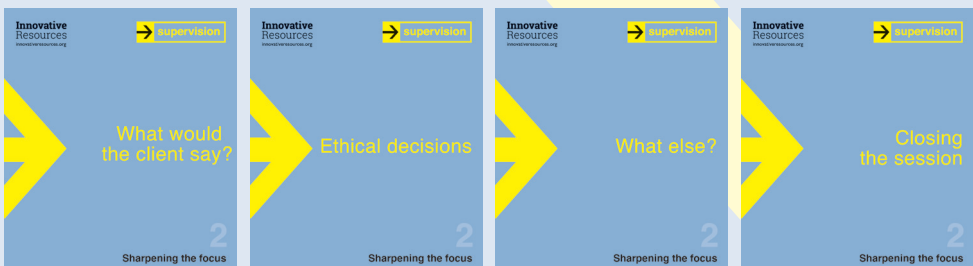 Innovative
Resources
innovativeresources.org
supervision
What would
the client say?
2
Sharpening the focus
Innovative
Resources
innovativeresources.org
supervision
Ethical decisions
2
Sharpening the focus
Innovative
Resources
innovativeresources.org
supervision
What else?
2
Sharpening the focus
Innovative
Resources
innovativeresources.org
supervision
Closing
the session
2
Sharpening the focus